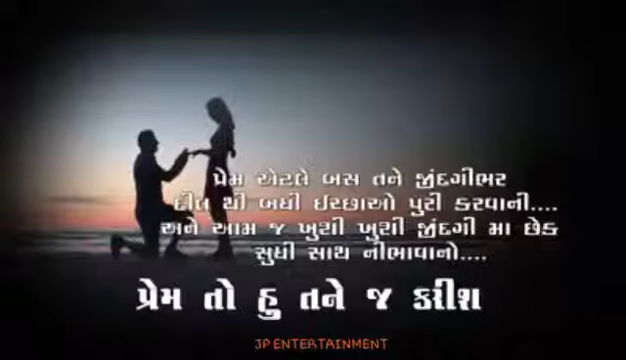 પ્રેમ એટલે બસ તને જીંદગીભર
દીલ થી બધી ઈચ્છાઓ પુરી કરવાની....
અને આમ જ ખુશી ખુશી જીંદગી મા છેક
સુધી સાથ નીભાવાનો....
પ્રેમ તો હુ તને જ કરીશ
JP ENTERTAINMENT